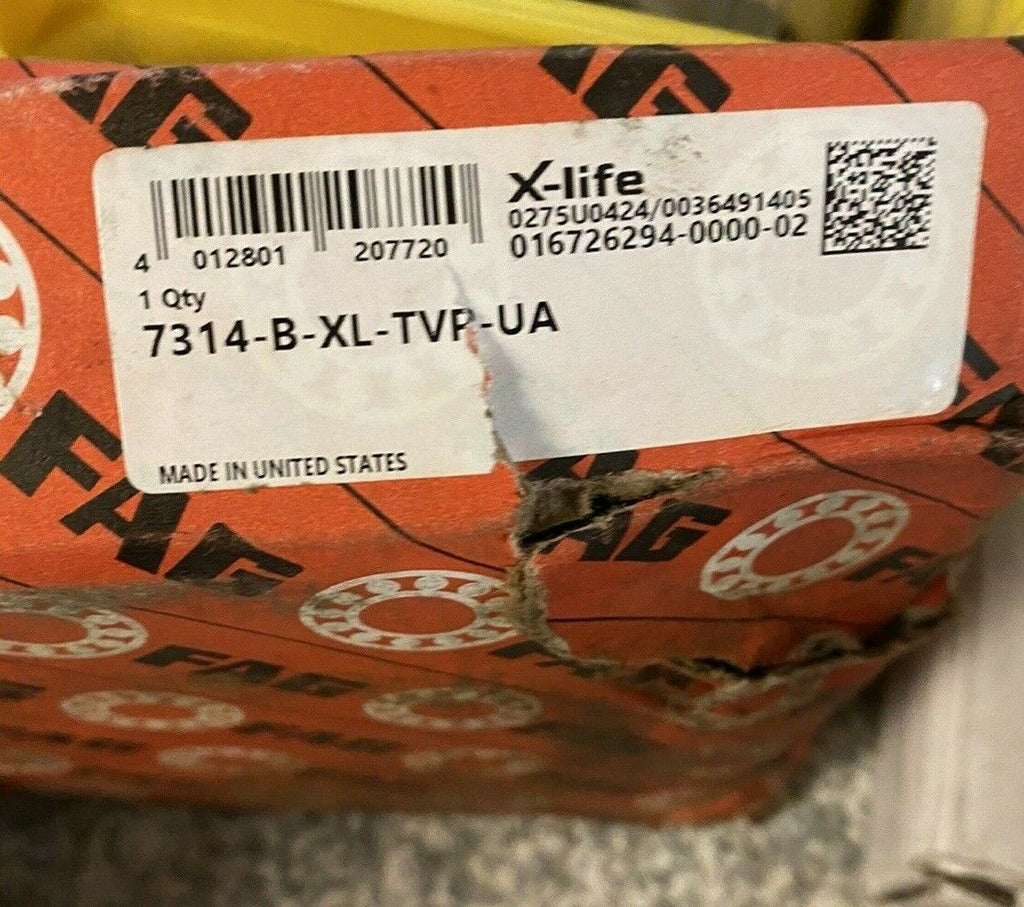 X-life
0275U0424/0036491405
016726294-0000-02
4 012801 207720
1 Qty
7314-B-XL-TVP-UA
MADE IN UNITED STATES
FAG
FAG
FAG
FAG